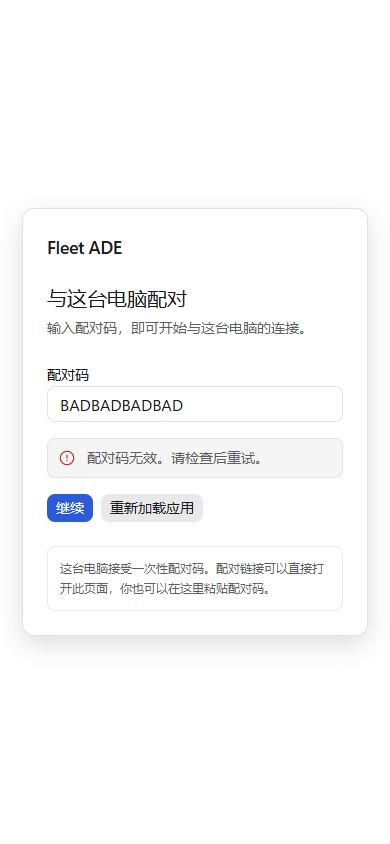 Fleet ADE
与这台电脑配对
输入配对码，即可开始与这台电脑的连接。
配对码
BADBADBADBAD
配对码无效。请检查后重试。
继续
重新加载应用
这台电脑接受一次性配对码。配对链接可以直接打
开此页面，你也可以在这里粘贴配对码。